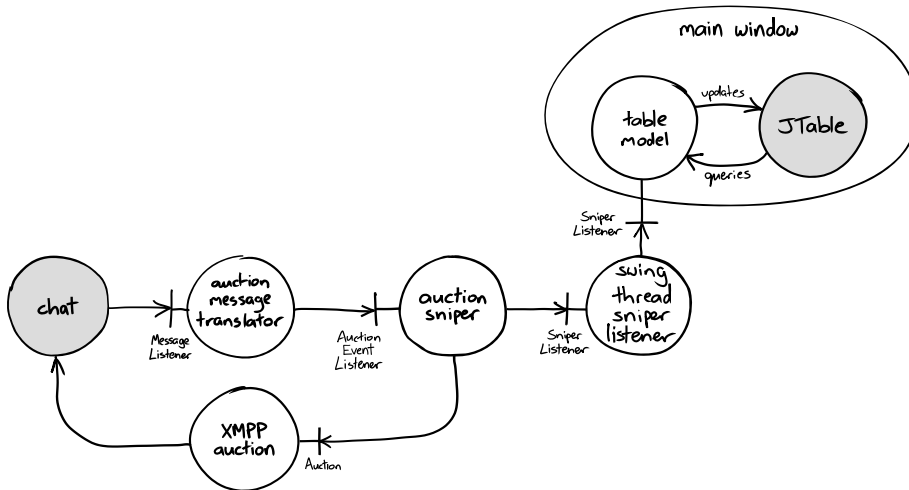 main window
table
model
updates
JTable
queries
Sniper
Listener
chat
Message
Listener
auction
message
translator
Auction
Event
Listener
auction
sniper
Sniper
Listener
swing
thread
sniper
listener
XMPP
auction
Auction